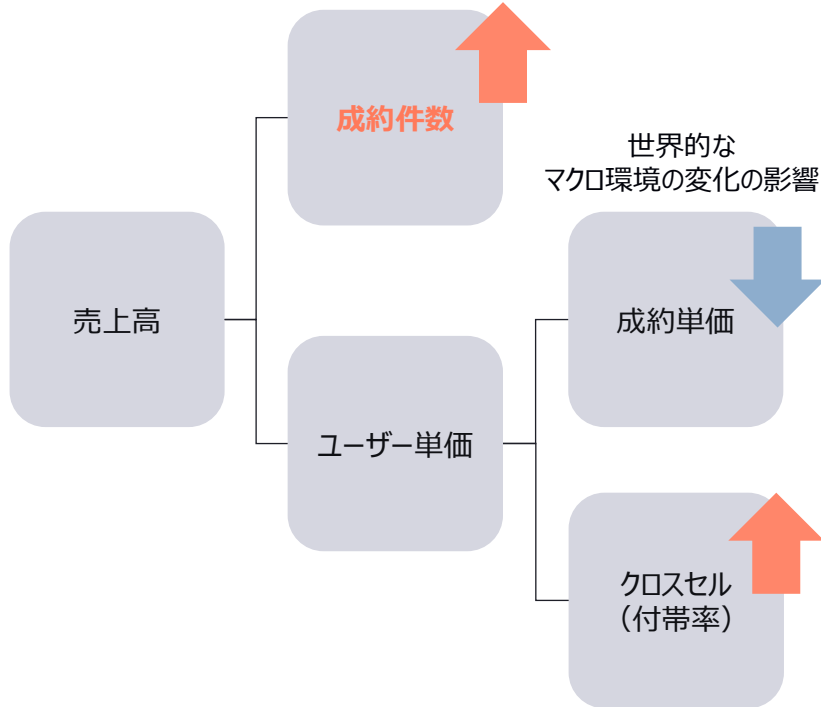 成約件数
世界的な
マクロ環境の変化の影響
売上高
成約単価
ユーザー単価
クロスセル
（付帯率）